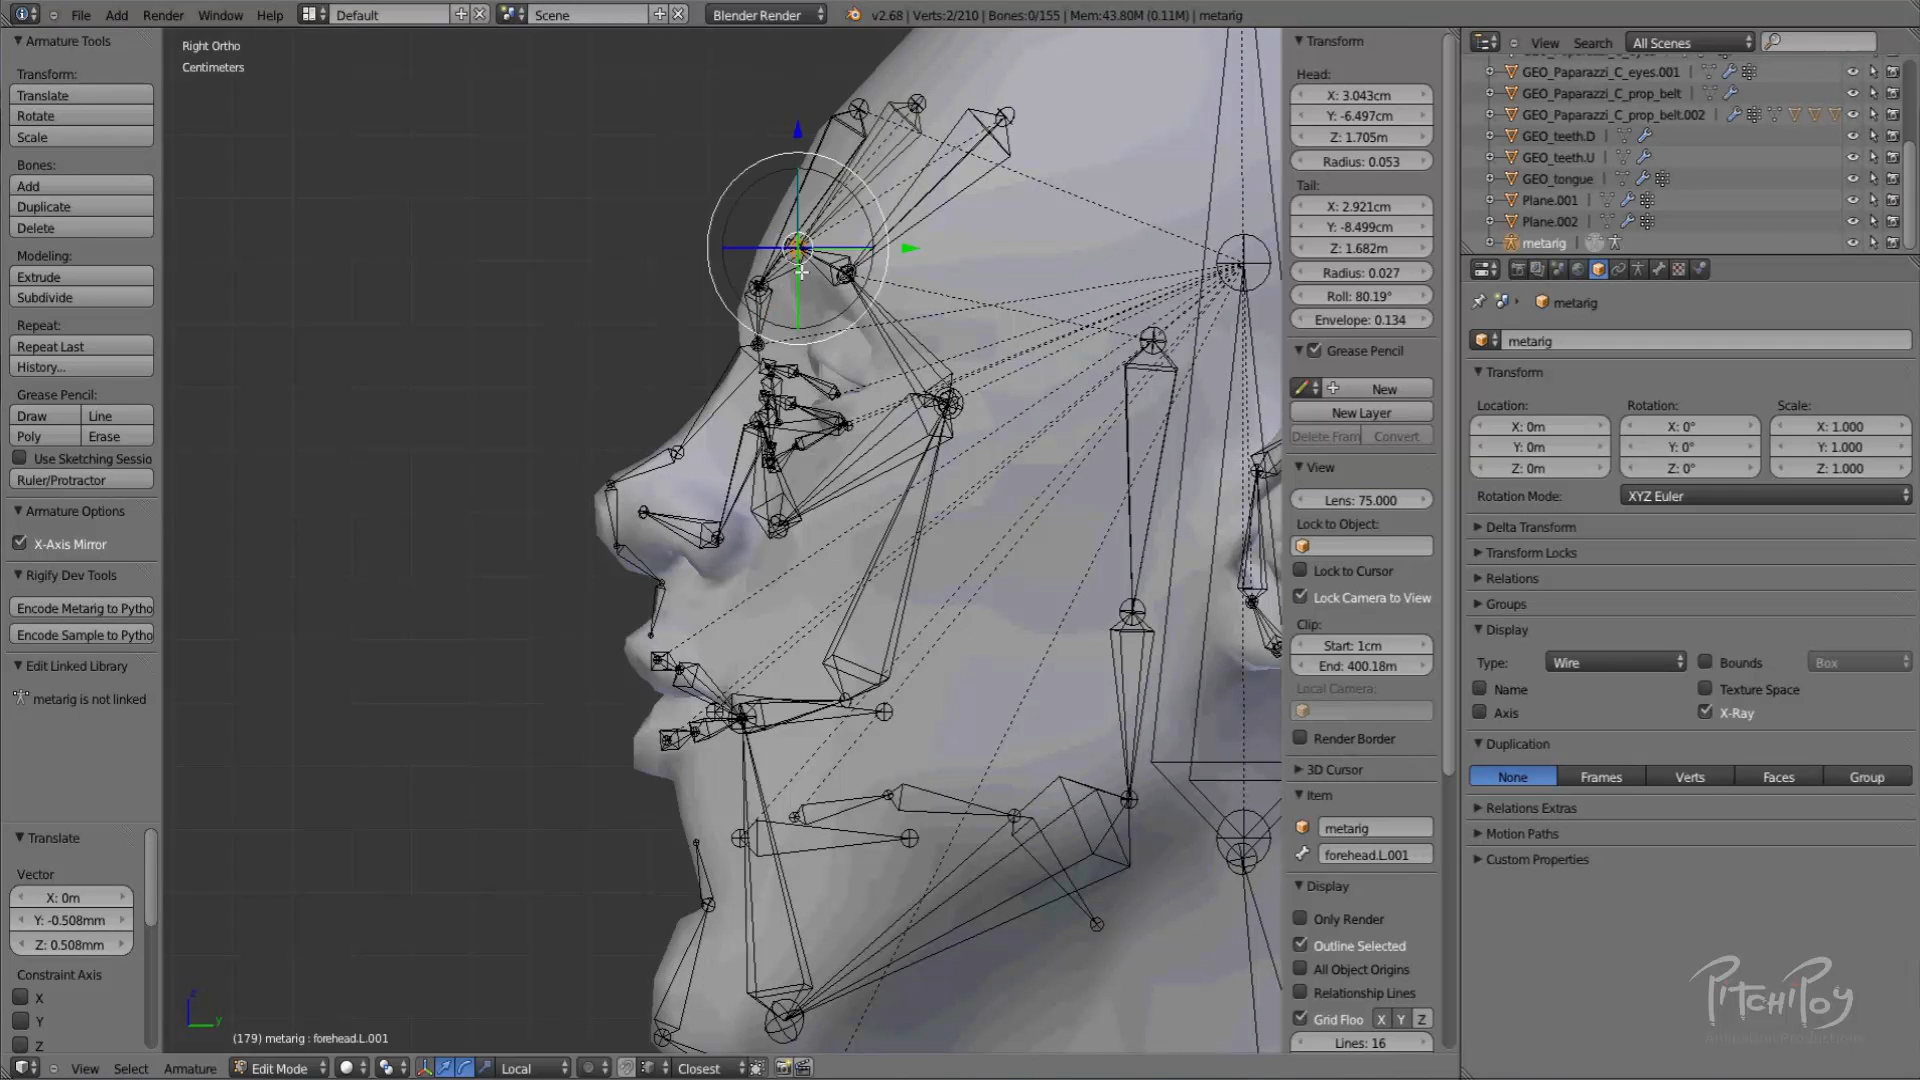 File Add Render Window Help Default Scene Blender Render v2.68 | Verts:2/210 | Bones:0/155 | Mem:43.80M (0.11M) | metarig
Armature Tools
Transform:
Translate
Rotate
Scale
Bones:
Add
Duplicate
Delete
Modeling:
Extrude
Subdivide
Repeat:
Repeat Last
History...
Grease Pencil:
Draw Line
Poly Erase
Use Sketching Sessio
Ruler/Protractor
Armature Options
X-Axis Mirror
Rigify Dev Tools
Encode Metarig to Pytho
Encode Sample to Pytho
Edit Linked Library
metarig is not linked
Translate
Vector
X: 0m
Y: -0.508mm
Z: 0.508mm
Constraint Axis
X
Y
Z
Right Ortho
Centimeters
z
y
(179) metarig : forehead.L.001
View Select Armature Edit Mode Local Closest
Transform
Head:
X: 3.043cm
Y: -6.497cm
Z: 1.705m
Radius: 0.053
Tail:
X: 2.921cm
Y: -8.499cm
Z: 1.682m
Radius: 0.027
Roll: 80.19°
Envelope: 0.134
Grease Pencil
New
New Layer
Delete Fram Convert
View
Lens: 75.000
Lock to Object:
Lock to Cursor
Lock Camera to View
Clip:
Start: 1cm
End: 400.18m
Local Camera:
Render Border
3D Cursor
Item
metarig
forehead.L.001
Display
Only Render
Outline Selected
All Object Origins
Relationship Lines
Grid Floo X Y Z
Lines: 16
View Search All Scenes
GEO_Paparazzi_C_eyes.001
GEO_Paparazzi_C_prop_belt
GEO_Paparazzi_C_prop_belt.002
GEO_teeth.D
GEO_teeth.U
GEO_tongue
Plane.001
Plane.002
metarig
metarig
metarig
Transform
Location: Rotation: Scale:
X: 0m X: 0° X: 1.000
Y: 0m Y: 0° Y: 1.000
Z: 0m Z: 0° Z: 1.000
Rotation Mode: XYZ Euler
Delta Transform
Transform Locks
Relations
Groups
Display
Type: Wire Bounds Box
Name Texture Space
Axis X-Ray
Duplication
None Frames Verts Faces Group
Relations Extras
Motion Paths
Custom Properties
PitchiPoy